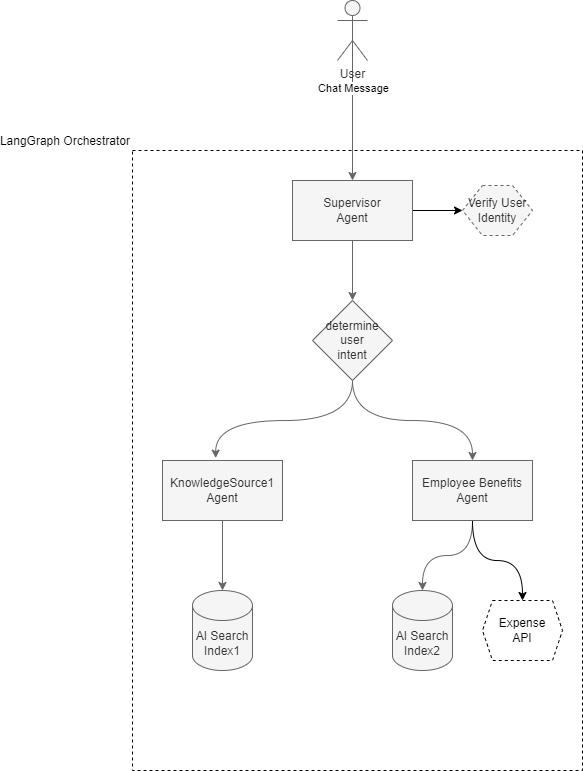 User
Chat Message
LangGraph Orchestrator
Supervisor
Agent
Verify User
Identity
determine
user
intent
KnowledgeSource1
Agent
Employee Benefits
Agent
AI Search
Index1
AI Search
Index2
Expense
API